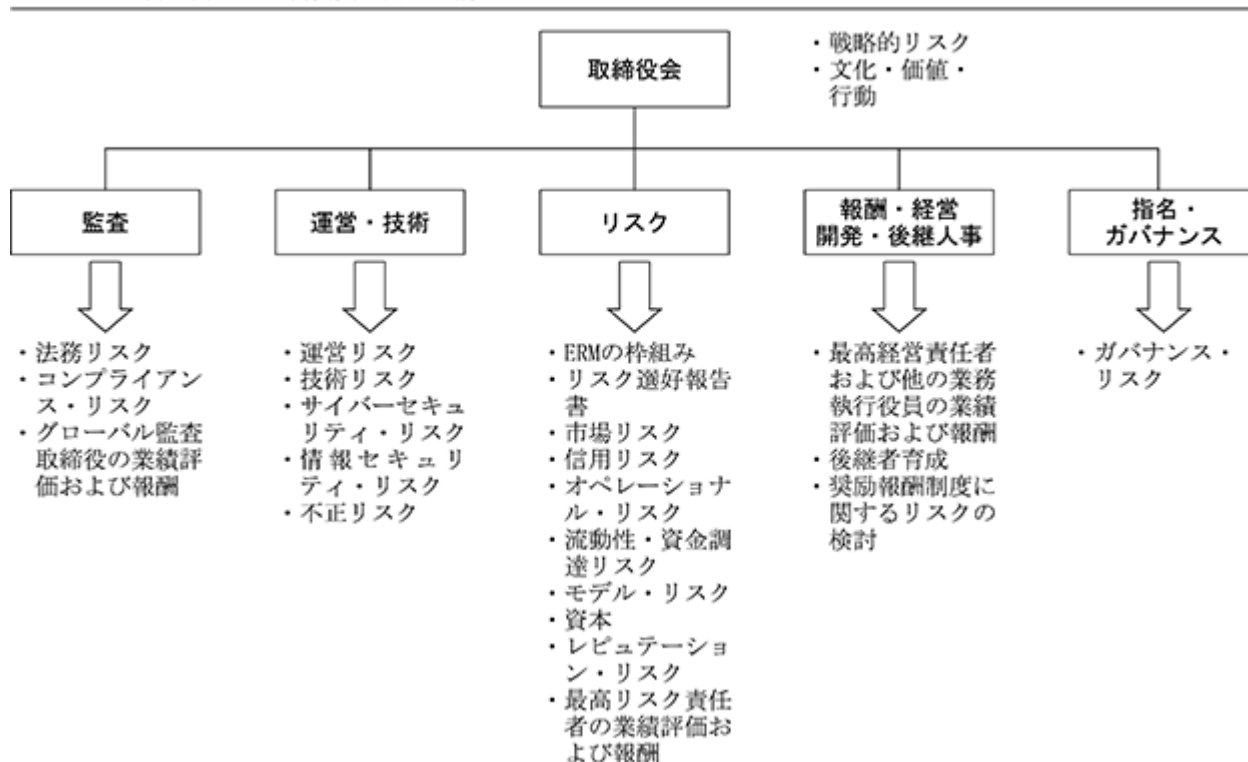 取締役会
・戦略的リスク
・文化・価値・
行動
監査
運営・技術
リスク
報酬・経営
開発・後継人事
指名・
ガバナンス
・法務リスク
・コンプライアン
ス・リスク
・グローバル監査
取締役の業績評
価および報酬
・運営リスク
・技術リスク
・サイバーセキュ
リティ・リスク
・情報セキュリ
ティ・リスク
・不正リスク
・ERMの枠組み
・リスク選好報告
書
・市場リスク
・信用リスク
・オペレーショナ
ル・リスク
・流動性・資金調
達リスク
・モデル・リスク
・資本
・レピュテーショ
ン・リスク
・最高リスク責任
者の業績評価お
よび報酬
・最高経営責任者
および他の業務
執行役員の業績
評価および報酬
・後継者育成
・奨励報酬制度に
関するリスクの
検討
・ガバナンス・
リスク